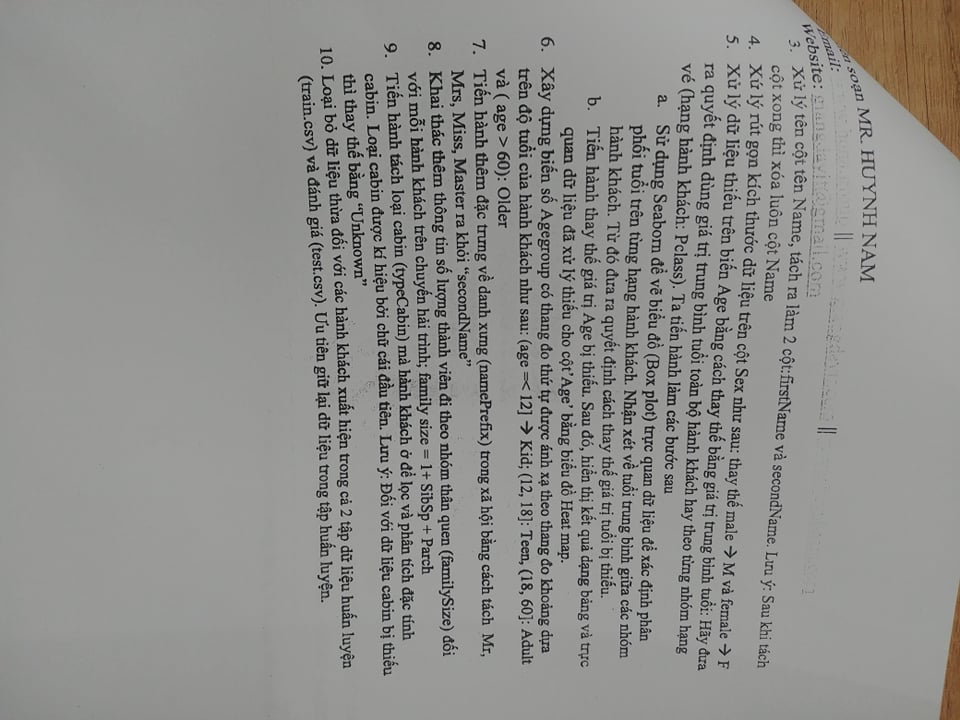 soạn MR. HUYNH NAM
Email:
Website:
3. Xử lý tên cột tên Name, tách ra làm 2 cột:firstName và secondName. Lưu ý: Sau khi tách
cột xong thì xóa luôn cột Name
4. Xử lý rút gọn kích thước dữ liệu trên cột Sex như sau: thay thế male → M và female → F
5. Xử lý dữ liệu thiếu trên biến Age bằng cách thay thế bằng giá trị trung bình tuổi: Hãy đưa
ra quyết định dùng giá trị trung bình tuổi toàn bộ hành khách hay theo từng nhóm hạng
vé (hạng hành khách: Pclass). Ta tiến hành làm các bước sau
a. Sử dụng Seaborn để vẽ biểu đồ (Box plot) trực quan dữ liệu để xác định phân
phối tuổi trên từng hạng hành khách. Nhận xét về tuổi trung bình giữa các nhóm
hành khách. Từ đó đưa ra quyết định cách thay thế giá trị tuổi bị thiếu.
b. Tiến hành thay thế giá trị Age bị thiếu. Sau đó, hiển thị kết quả dạng bảng và trực
quan dữ liệu đã xử lý thiếu cho cột'Age' bằng biểu đồ Heat map.
6. Xây dựng biến số Agegroup có thang đo thứ tự được ánh xạ theo thang đo khoảng dựa
trên độ tuổi của hành khách như sau: (age =< 12] → Kid; (12, 18]: Teen, (18, 60]: Adult
và ( age > 60): Older
7. Tiến hành thêm đặc trưng về danh xưng (namePrefix) trong xã hội bằng cách tách Mr,
Mrs, Miss, Master ra khỏi “secondName”
8. Khai thác thêm thông tin số lượng thành viên đi theo nhóm thân quen (familySize) đối
với mỗi hành khách trên chuyến hải trình; family size = 1+ SibSp + Parch
9. Tiến hành tách loại cabin (typeCabin) mà hành khách ở để lọc và phân tích đặc tính
cabin. Loại cabin được kí hiệu bởi chữ cái đầu tiên. Lưu ý: Đối với dữ liệu cabin bị thiếu
thì thay thế bằng “Unknown”
10. Loại bỏ dữ liệu thừa đối với các hành khách xuất hiện trong cả 2 tập dữ liệu huấn luyện
(train.csv) và đánh giá (test.csv). Ưu tiên giữ lại dữ liệu trong tập huấn luyện.